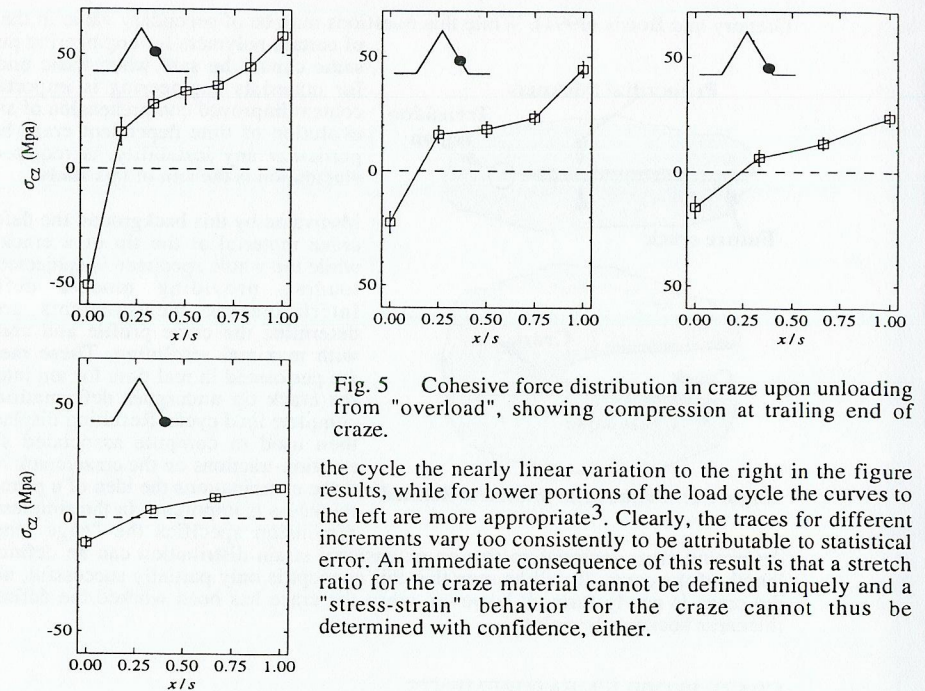 50
0
-50
σcz (Mpa)
0.00 0.25 0.50 0.75 1.00
x / s
50
0
50
0.00 0.25 0.50 0.75 1.00
x / s
50
0
50
0.00 0.25 0.50 0.75 1.00
x / s
50
0
-50
σcz (Mpa)
0.00 0.25 0.50 0.75 1.00
x / s
Fig. 5 Cohesive force distribution in craze upon unloading
from "overload", showing compression at trailing end of
craze.
the cycle the nearly linear variation to the right in the figure
results, while for lower portions of the load cycle the curves to
the left are more appropriate3. Clearly, the traces for different
increments vary too consistently to be attributable to statistical
error. An immediate consequence of this result is that a stretch
ratio for the craze material cannot be defined uniquely and a
"stress-strain" behavior for the craze cannot thus be
determined with confidence, either.